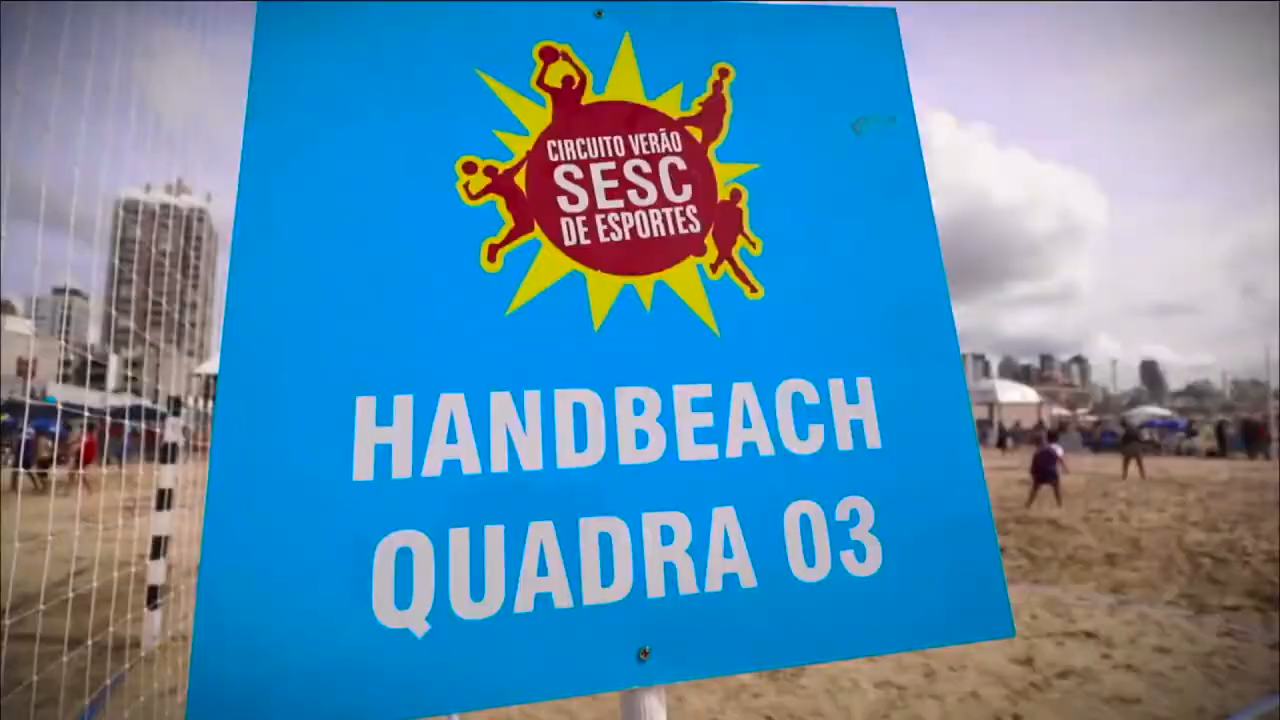 CIRCUITO VERÃO
SESC
DE ESPORTES
HANDBEACH
QUADRA 03